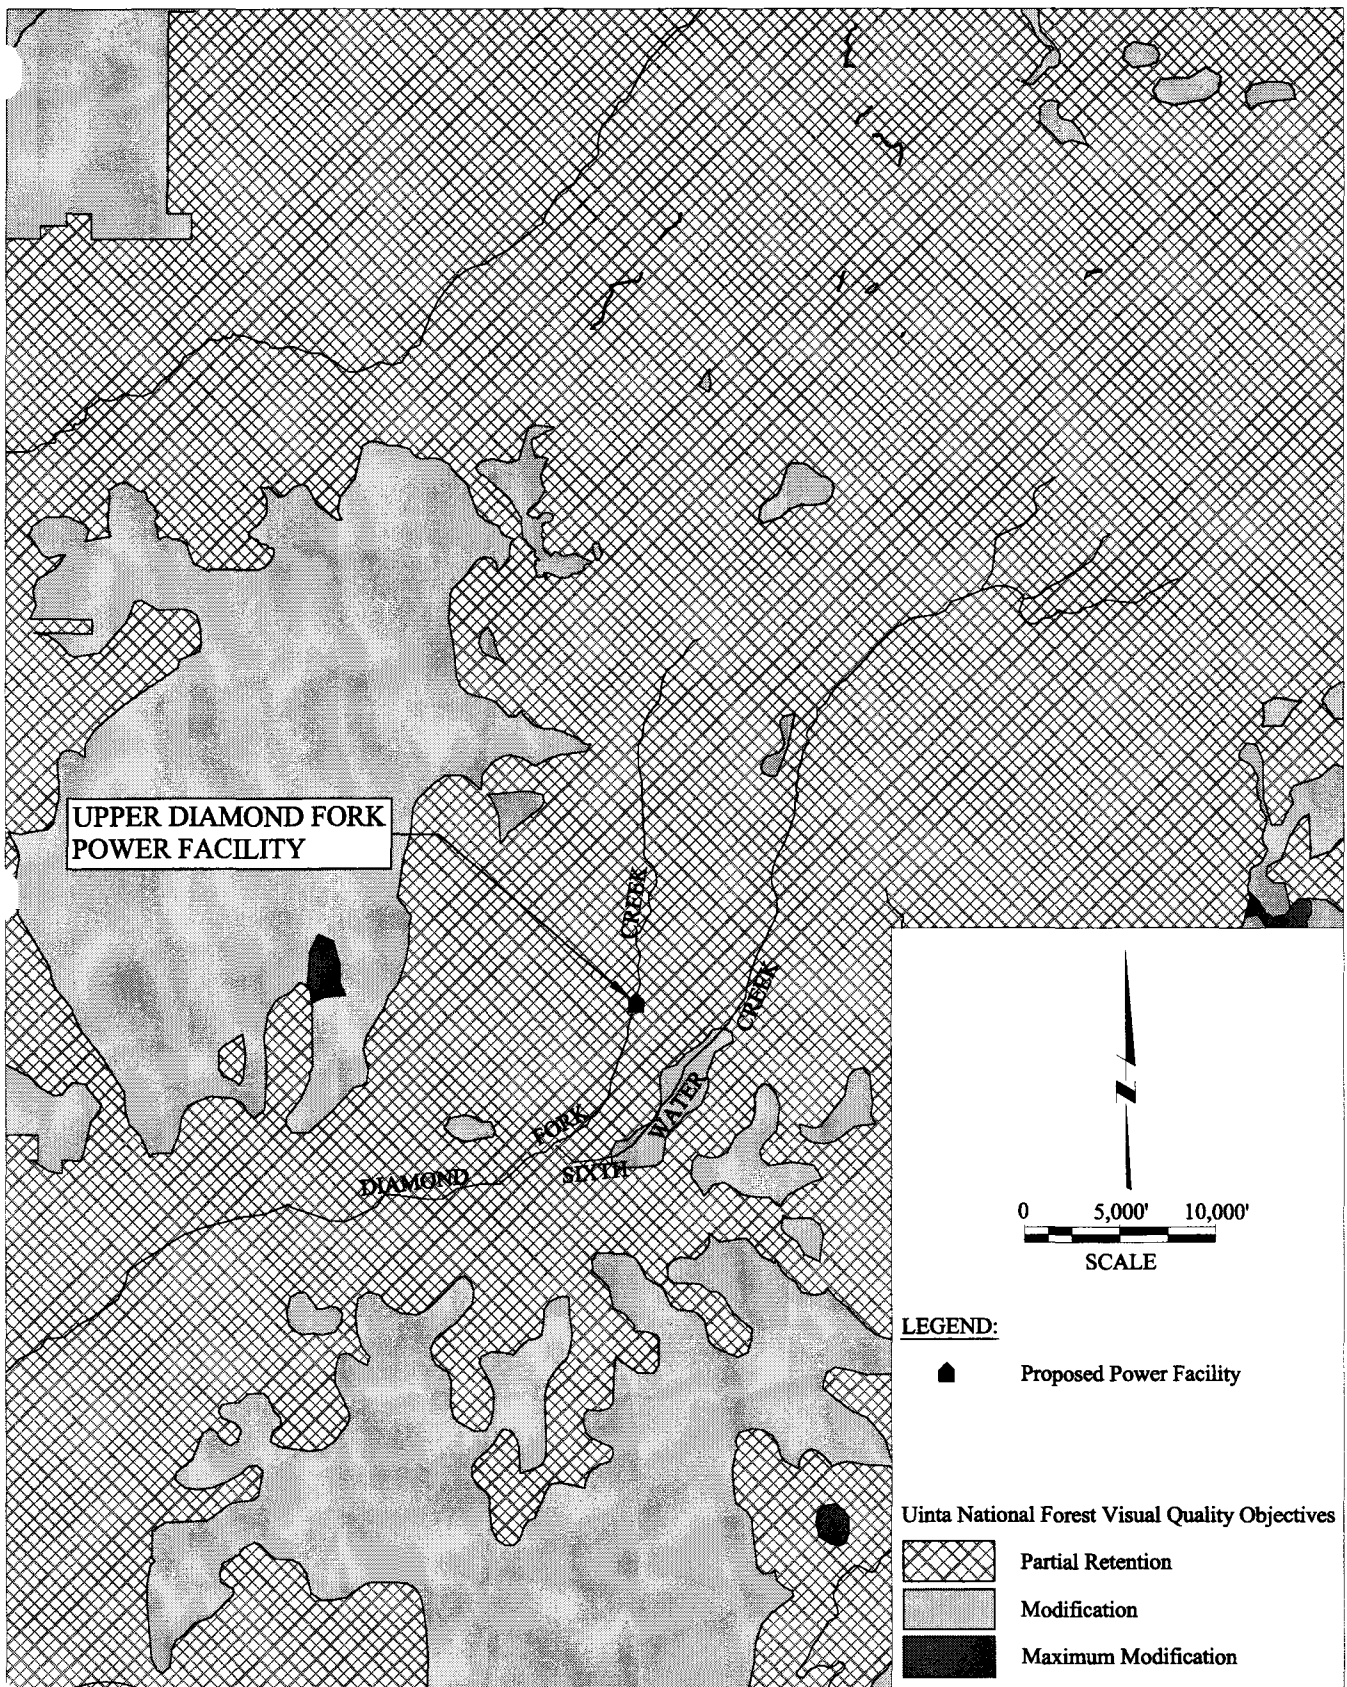 UPPER DIAMOND FORK
POWER FACILITY
CREEK
CREEK
WATER
FORK
SIXTH
DIAMOND
0 5,000' 10,000'
SCALE
LEGEND:
Proposed Power Facility
Uinta National Forest Visual Quality Objectives
Partial Retention
Modification
Maximum Modification